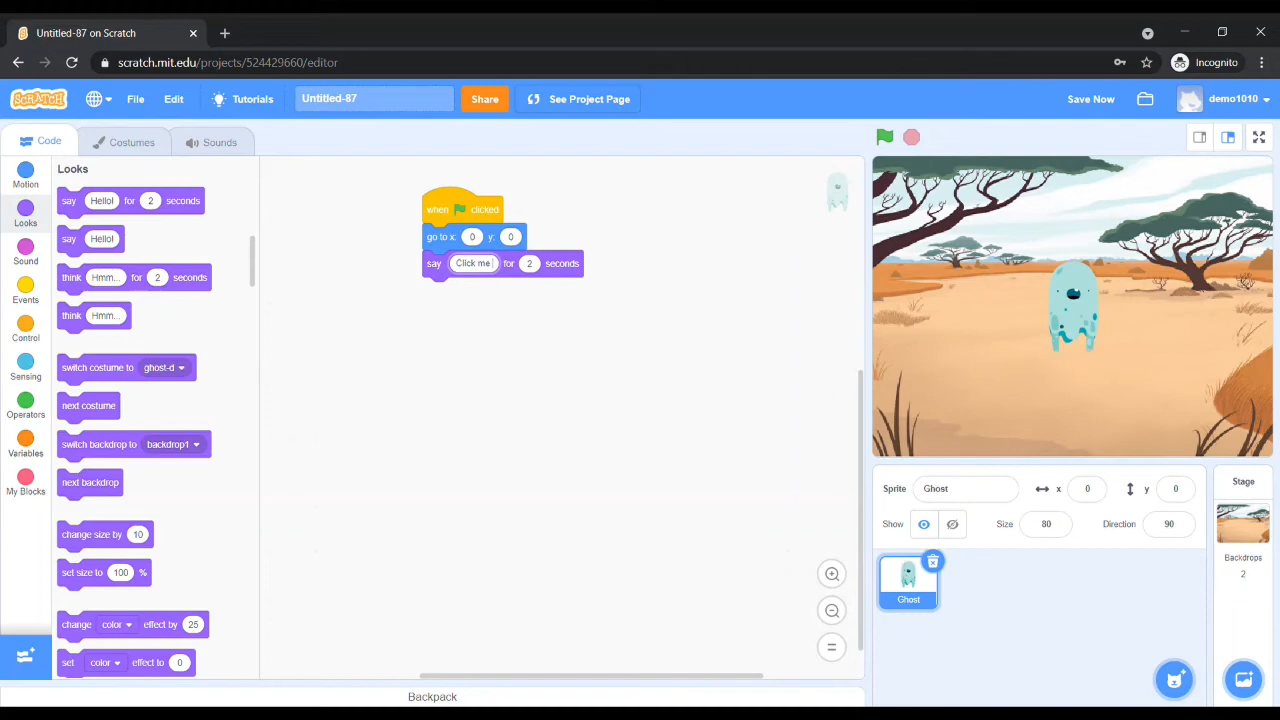 Untitled-87 on Scratch
scratch.mit.edu/projects/524429660/editor
Incognito
SCRATCH
File
Edit
Tutorials
Untitled-87
Share
See Project Page
Save Now
demo1010
Code
Costumes
Sounds
Motion
Looks
Sound
Events
Control
Sensing
Operators
Variables
My Blocks
Looks
say Hello! for 2 seconds
say Hello!
think Hmm... for 2 seconds
think Hmm...
switch costume to ghost-d
next costume
switch backdrop to backdrop1
next backdrop
change size by 10
set size to 100 %
change color effect by 25
set color effect to 0
when clicked
go to x: 0 y: 0
say Click me for 2 seconds
Backpack
Sprite Ghost x 0 y 0
Show Size 80 Direction 90
Ghost
Stage
Backdrops
2